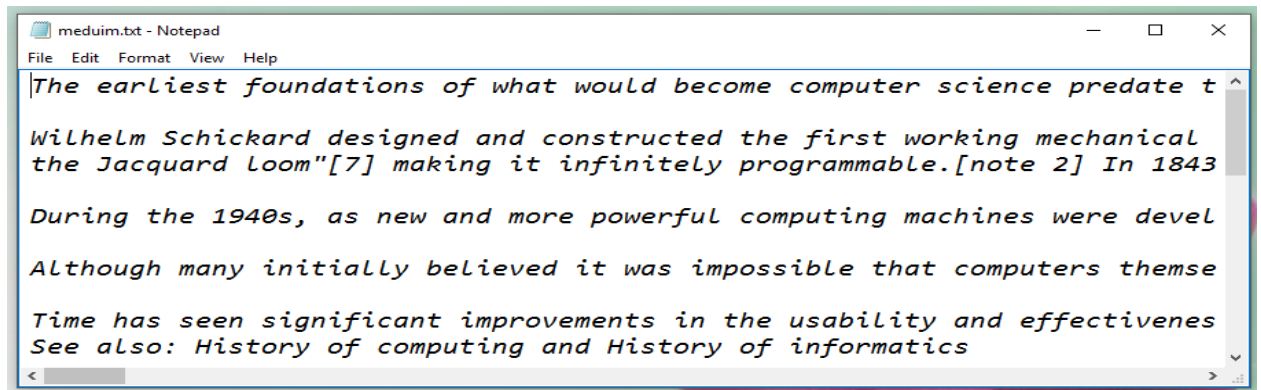 meduim.txt - Notepad
File Edit Format View Help
The earliest foundations of what would become computer science predate t
Wilhelm Schickard designed and constructed the first working mechanical
the Jacquard loom"[7] making it infinitely programmable.[note 2] In 1843
During the 1940s, as new and more powerful computing machines were devel
Although many initially believed it was impossible that computers themse
Time has seen significant improvements in the usability and effectivenes
See also: History of computing and History of informatics